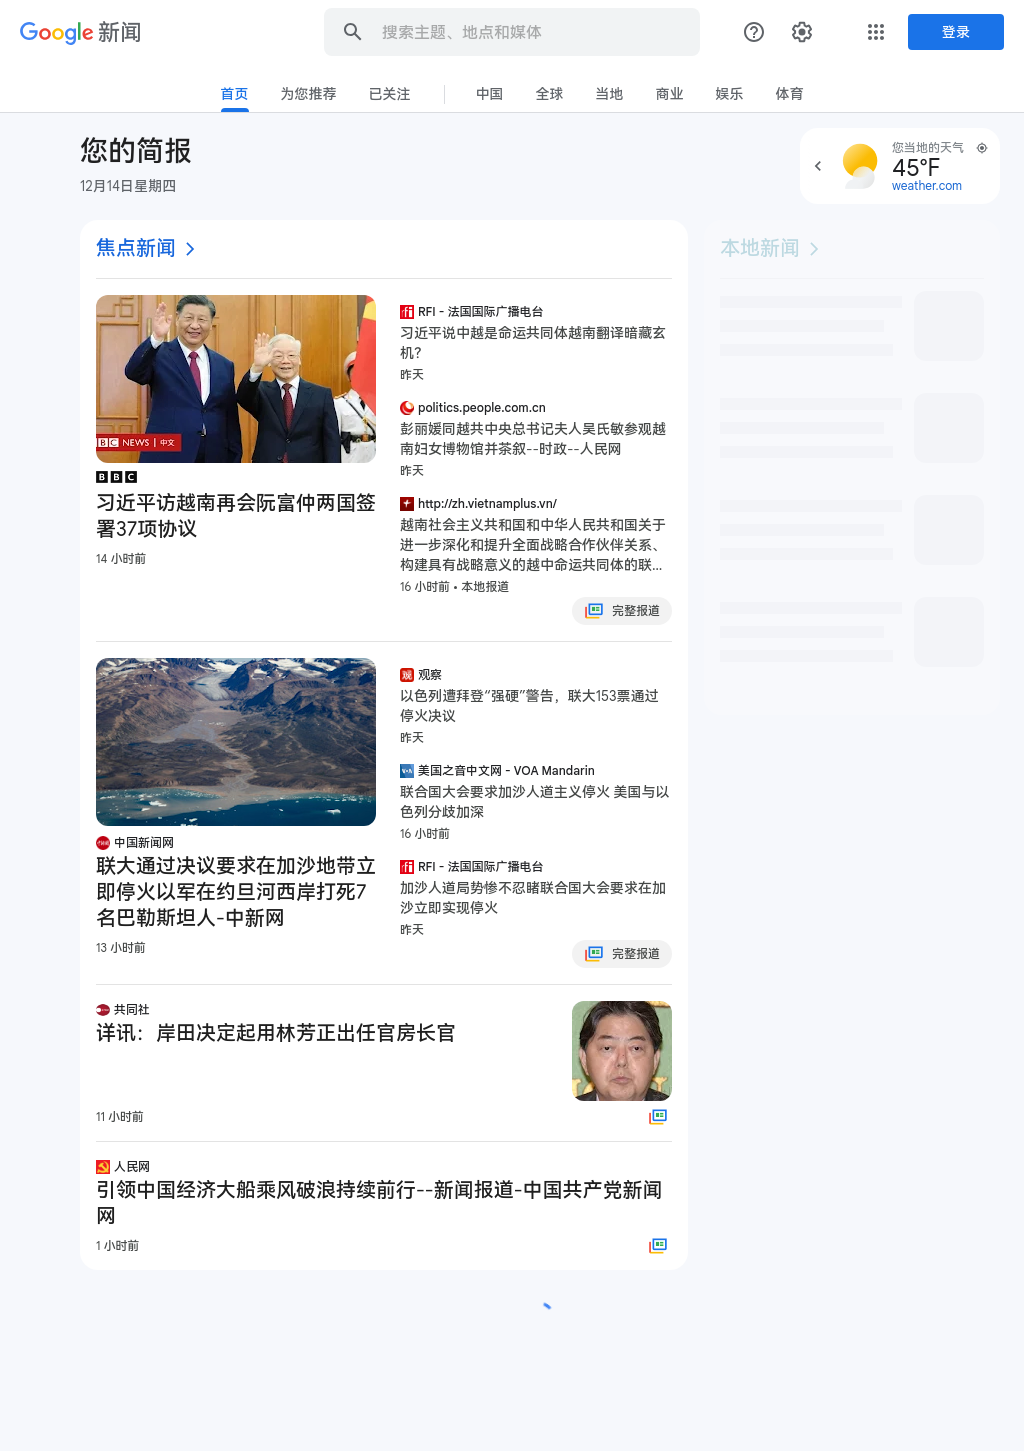 Google 新闻
搜索主题、地点和媒体
登录
首页
为您推荐
已关注
中国
全球
当地
商业
娱乐
体育
您的简报
12月14日星期四
您当地的天气
45°F
weather.com
焦点新闻
BBC NEWS | 中文
BBC
习近平访越南再会阮富仲两国签
署37项协议
14 小时前
RFI - 法国国际广播电台
习近平说中越是命运共同体越南翻译暗藏玄
机？
昨天
politics.people.com.cn
彭丽媛同越共中央总书记夫人吴氏敏参观越
南妇女博物馆并茶叙--时政--人民网
昨天
http://zh.vietnamplus.vn/
越南社会主义共和国和中华人民共和国关于
进一步深化和提升全面战略合作伙伴关系、
构建具有战略意义的越中命运共同体的联...
16 小时前 • 本地报道
完整报道
中国新闻网
联大通过决议要求在加沙地带立
即停火以军在约旦河西岸打死7
名巴勒斯坦人-中新网
13 小时前
观
观察
以色列遭拜登“强硬”警告，联大153票通过
停火决议
昨天
VOA
美国之音中文网 - VOA Mandarin
联合国大会要求加沙人道主义停火 美国与以
色列分歧加深
16 小时前
RFI - 法国国际广播电台
加沙人道局势惨不忍睹联合国大会要求在加
沙立即实现停火
昨天
完整报道
共同社
详讯：岸田决定起用林芳正出任官房长官
11 小时前
人民网
引领中国经济大船乘风破浪持续前行--新闻报道-中国共产党新闻
网
1 小时前
本地新闻